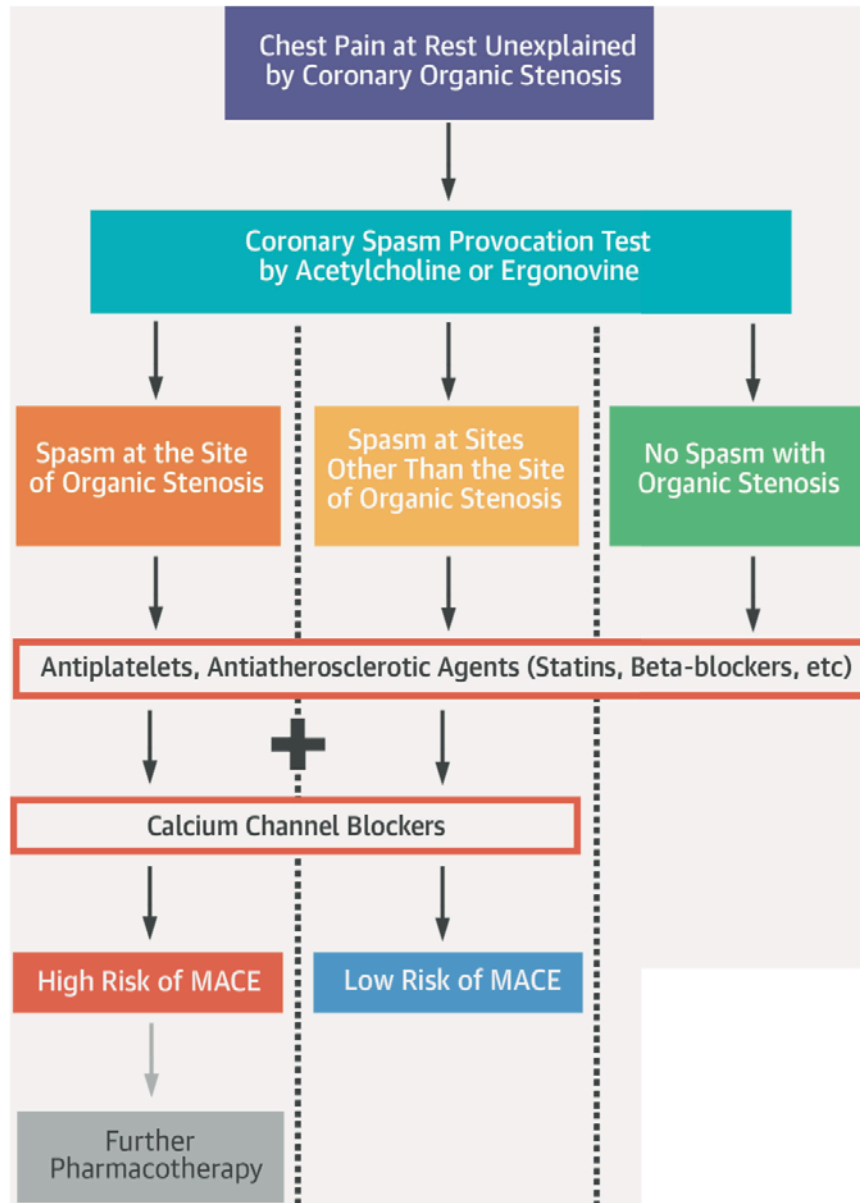 Chest Pain at Rest Unexplained
by Coronary Organic Stenosis
Coronary Spasm Provocation Test
by Acetylcholine or Ergonovine
Spasm at the Site
of Organic Stenosis
Spasm at Sites
Other Than the Site
of Organic Stenosis
No Spasm with
Organic Stenosis
Antiplatelets, Antiatherosclerotic Agents (Statins, Beta-blockers, etc)
Calcium Channel Blockers
High Risk of MACE
Low Risk of MACE
Further
Pharmacotherapy